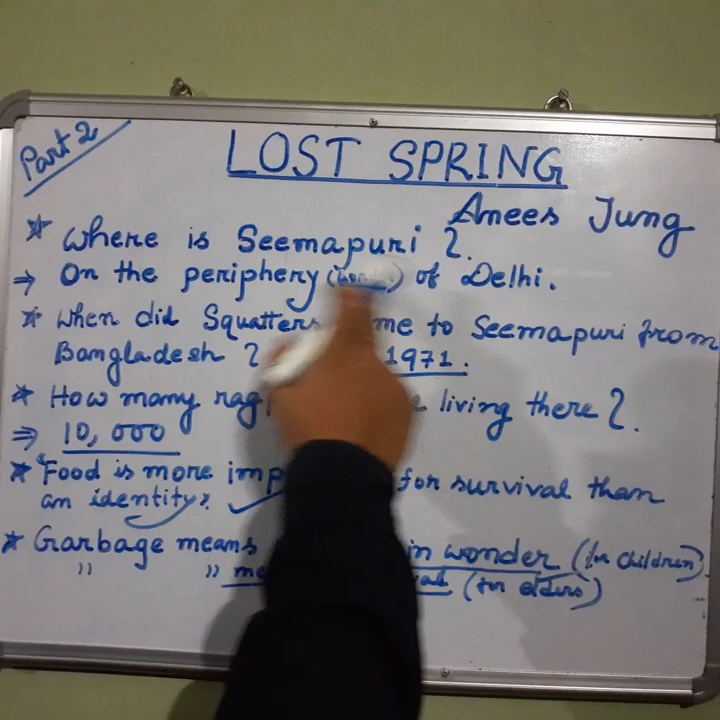 Part 2
LOST SPRING
Anees Jung
* Where is Seemapuri ?
⇒ On the periphery ( ) of Delhi.
* When did Squatters me to Seemapuri from
Bangladesh ? 1971.
* How many rag living there ?
⇒ 10,000
* "Food is more imp for survival than
an identity".
* Garbage means in wonder (for children)
" " me (for elders)